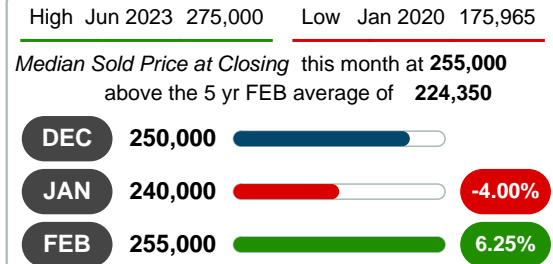 High Jun 2023 275,000 Low Jan 2020 175,965
Median Sold Price at Closing this month at 255,000
above the 5 yr FEB average of 224,350
DEC 250,000
JAN 240,000 -4.00%
FEB 255,000 6.25%